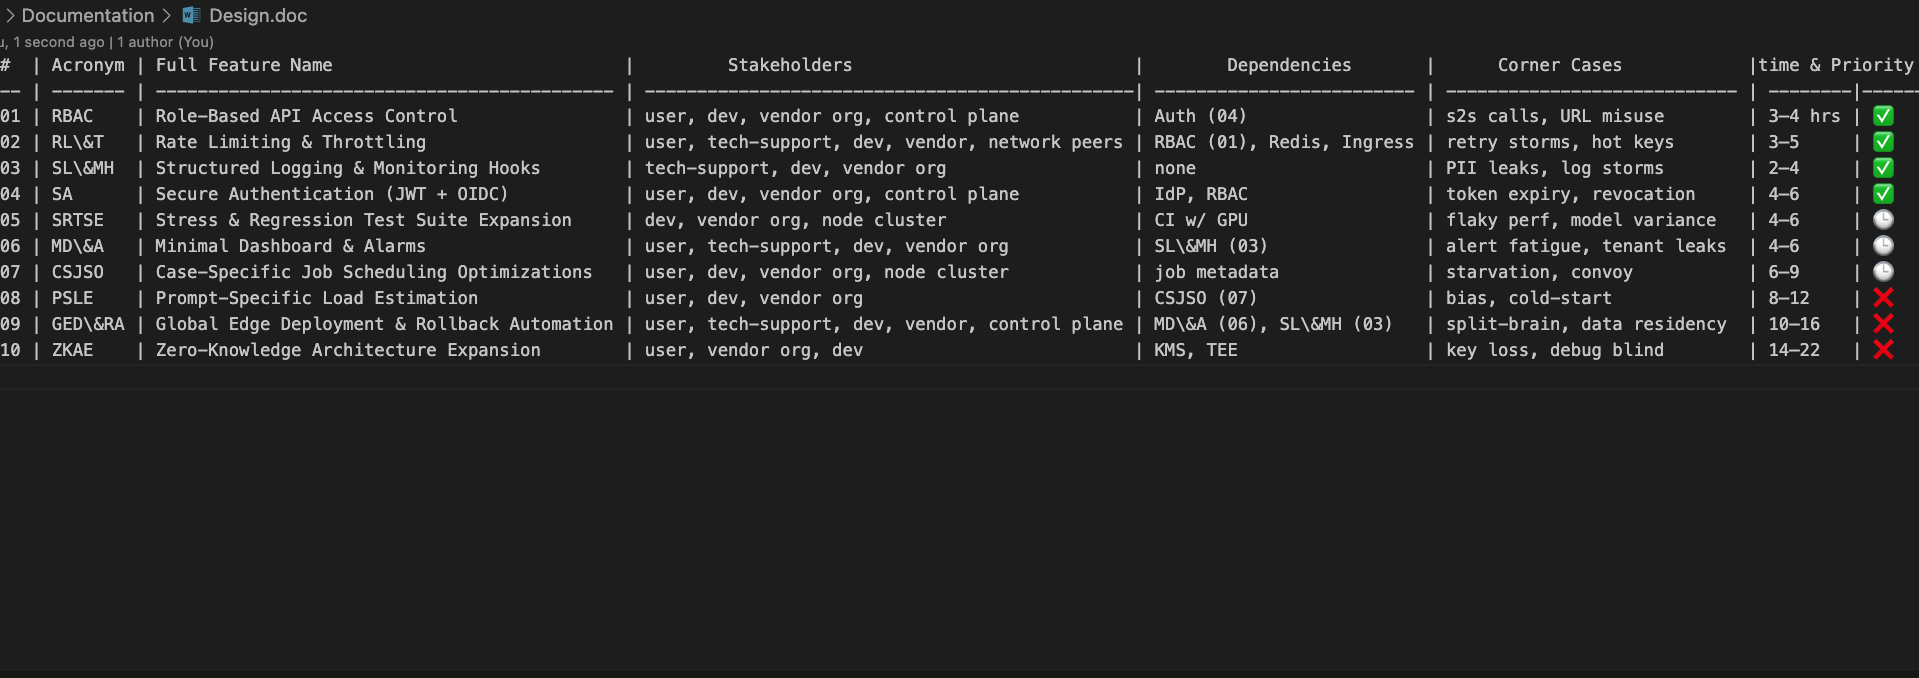 Documentation > Design.doc
, 1 second ago | 1 author (You)
# | Acronym | Full Feature Name | Stakeholders | Dependencies | Corner Cases |time & Priority
-- | ------- | -------------------------------------------- | -----------------------------------------------| ------------------------- | ---------------------------- | --------|------
01 | RBAC | Role-Based API Access Control | user, dev, vendor org, control plane | Auth (04) | s2s calls, URL misuse | 3–4 hrs | ✅
02 | RL\&T | Rate Limiting & Throttling | user, tech-support, dev, vendor, network peers | RBAC (01), Redis, Ingress | retry storms, hot keys | 3–5 | ✅
03 | SL\&MH | Structured Logging & Monitoring Hooks | tech-support, dev, vendor org | none | PII leaks, log storms | 2–4 | ✅
04 | SA | Secure Authentication (JWT + OIDC) | user, dev, vendor org, control plane | IdP, RBAC | token expiry, revocation | 4–6 | ✅
05 | SRTSE | Stress & Regression Test Suite Expansion | dev, vendor org, node cluster | CI w/ GPU | flaky perf, model variance | 4–6 | 🕒
06 | MD\&A | Minimal Dashboard & Alarms | user, tech-support, dev, vendor org | SL\&MH (03) | alert fatigue, tenant leaks | 4–6 | 🕒
07 | CSJSO | Case-Specific Job Scheduling Optimizations | user, dev, vendor org, node cluster | job metadata | starvation, convoy | 6–9 | 🕒
08 | PSLE | Prompt-Specific Load Estimation | user, dev, vendor org | CSJSO (07) | bias, cold-start | 8–12 | ❌
09 | GED\&RA | Global Edge Deployment & Rollback Automation | user, tech-support, dev, vendor, control plane | MD\&A (06), SL\&MH (03) | split-brain, data residency | 10–16 | ❌
10 | ZKAE | Zero-Knowledge Architecture Expansion | user, vendor org, dev | KMS, TEE | key loss, debug blind | 14–22 | ❌